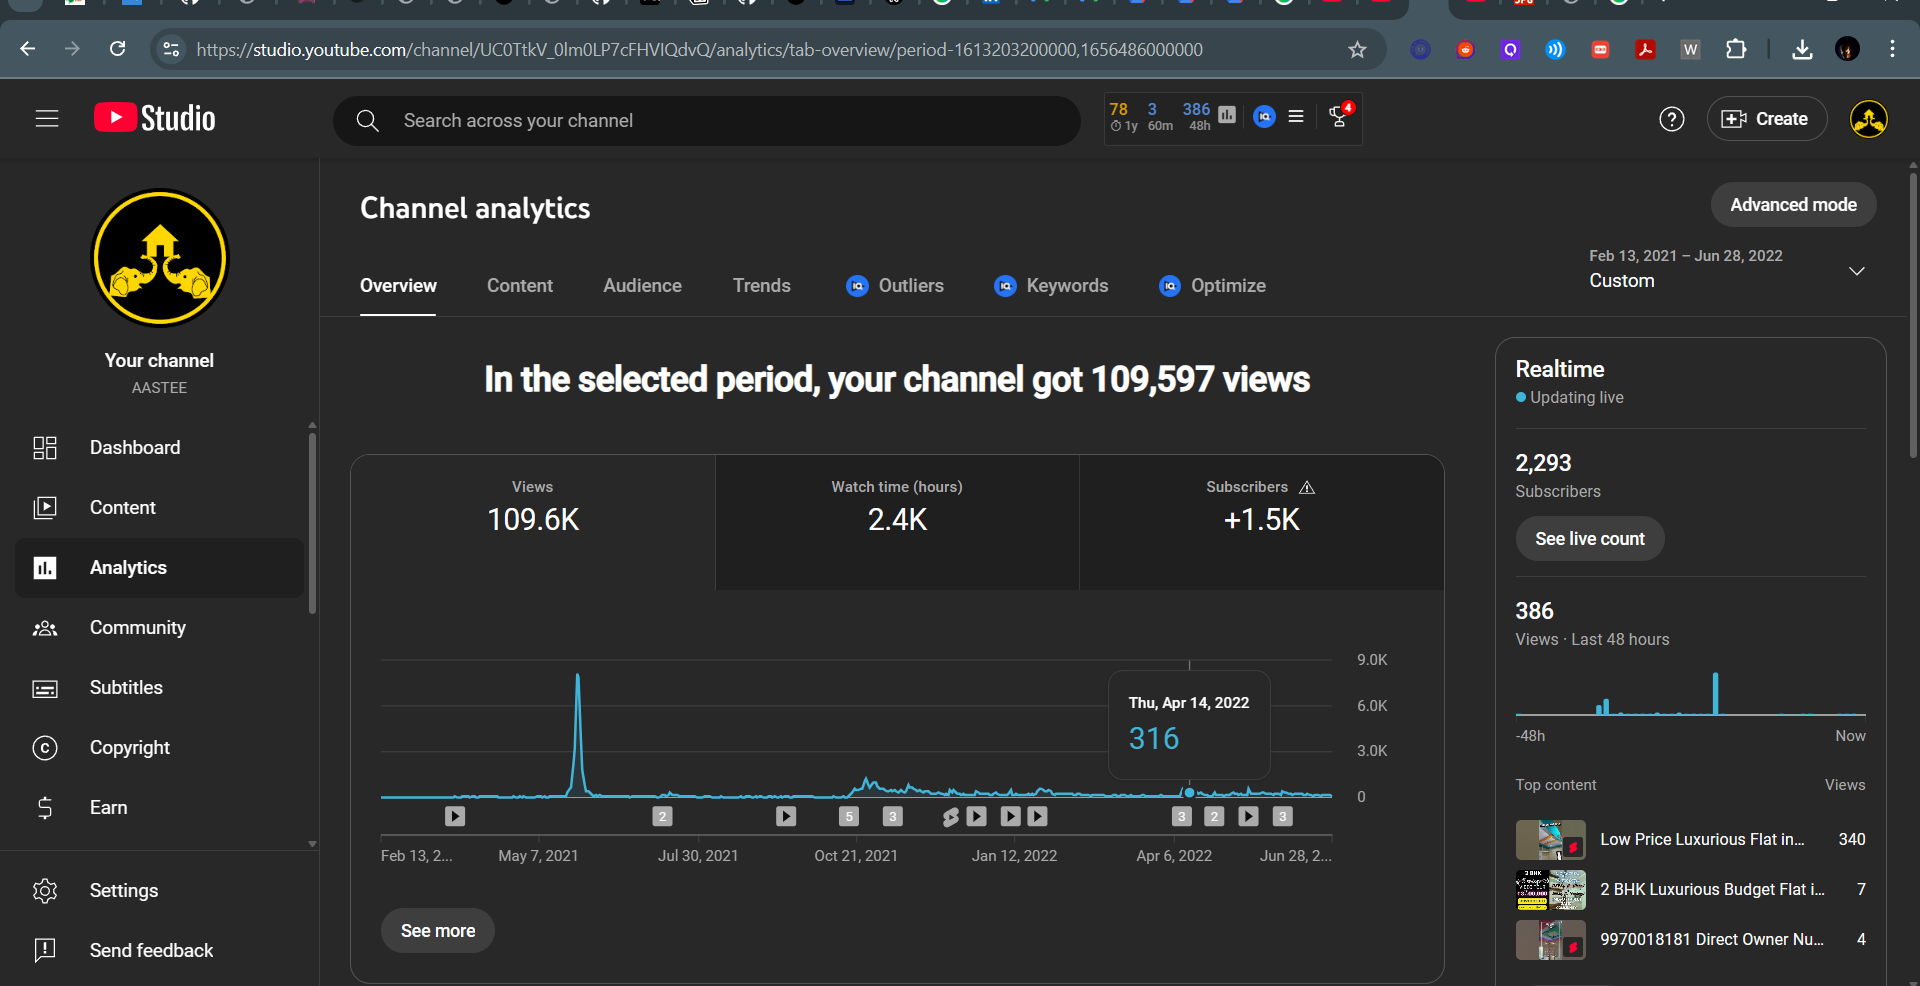 https://studio.youtube.com/channel/UC0TtkV_0lm0LP7cFHVIQdvQ/analytics/tab-overview/period-1613203200000,1656486000000
Studio
Search across your channel
78 3 386
1y 60m 48h
4
Create
Your channel
AASTEE
Dashboard
Content
Analytics
Community
Subtitles
Copyright
Earn
Settings
Send feedback
Channel analytics
Advanced mode
Overview Content Audience Trends Outliers Keywords Optimize
Feb 13, 2021 – Jun 28, 2022
Custom
In the selected period, your channel got 109,597 views
Views
109.6K
Watch time (hours)
2.4K
Subscribers
+1.5K
9.0K
6.0K
3.0K
0
Thu, Apr 14, 2022
316
2 5 3 3 2 3
Feb 13, 2... May 7, 2021 Jul 30, 2021 Oct 21, 2021 Jan 12, 2022 Apr 6, 2022 Jun 28, 2...
See more
Realtime
Updating live
2,293
Subscribers
See live count
386
Views · Last 48 hours
-48h Now
Top content Views
Low Price Luxurious Flat in... 340
2 BHK Luxurious Budget Flat i... 7
9970018181 Direct Owner Nu... 4